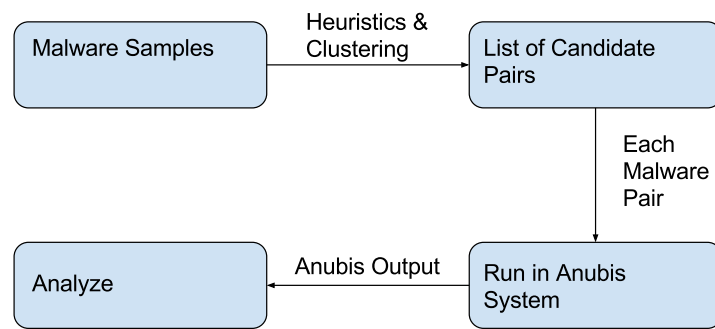 Malware Samples
Heuristics &
Clustering
List of Candidate
Pairs
Each
Malware
Pair
Run in Anubis
System
Anubis Output
Analyze